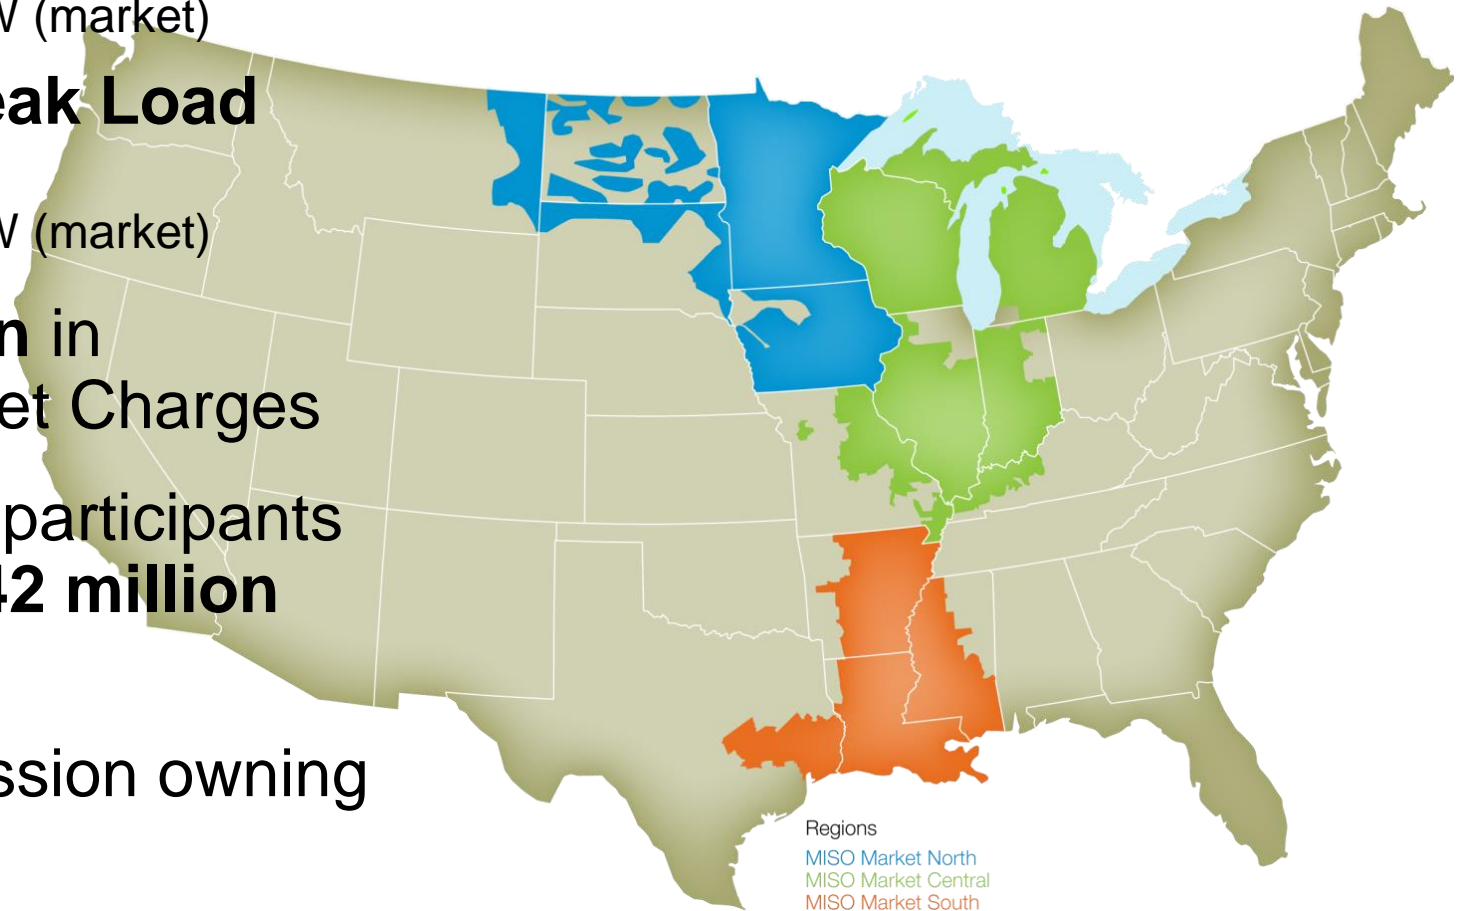 (market)
eak Load
(market)
n in
et Charges
participants
42 million
ssion owning
Regions
MISO Market North
MISO Market Central
MISO Market South